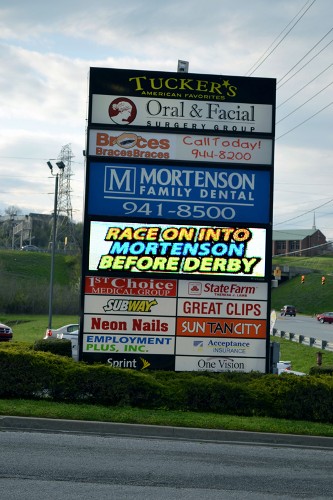 TUCKER'S
AMERICAN FAVORITES
Oral & Facial
SURGERY GROUP
Braces
BracesBraces
Call Today!
944-8200
M MORTENSON
FAMILY DENTAL
941-8500
RACE ON INTO
MORTENSON
BEFORE DERBY
1ST Choice
MEDICAL GROUP
State Farm
SUBWAY
GREAT CLIPS
Neon Nails
SUN TAN CITY
EMPLOYMENT
PLUS, INC.
Acceptance
INSURANCE
Sprint
One Vision